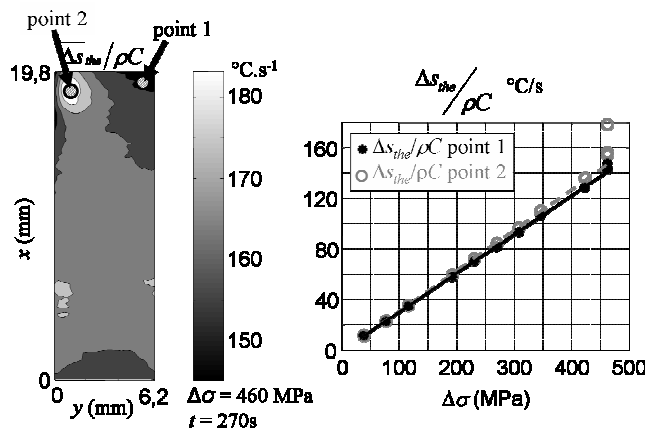 point 2
point 1
Δs_the/ρC
°C.s⁻¹
19,8
180
170
160
150
x (mm)
0
0
6,2
y (mm)
Δσ = 460 MPa
t = 270s
Δs_the/ρC °C/s
Δs_the/ρC point 1
Δs_the/ρC point 2
160
120
80
40
0
0
100
200
300
400
500
Δσ (MPa)